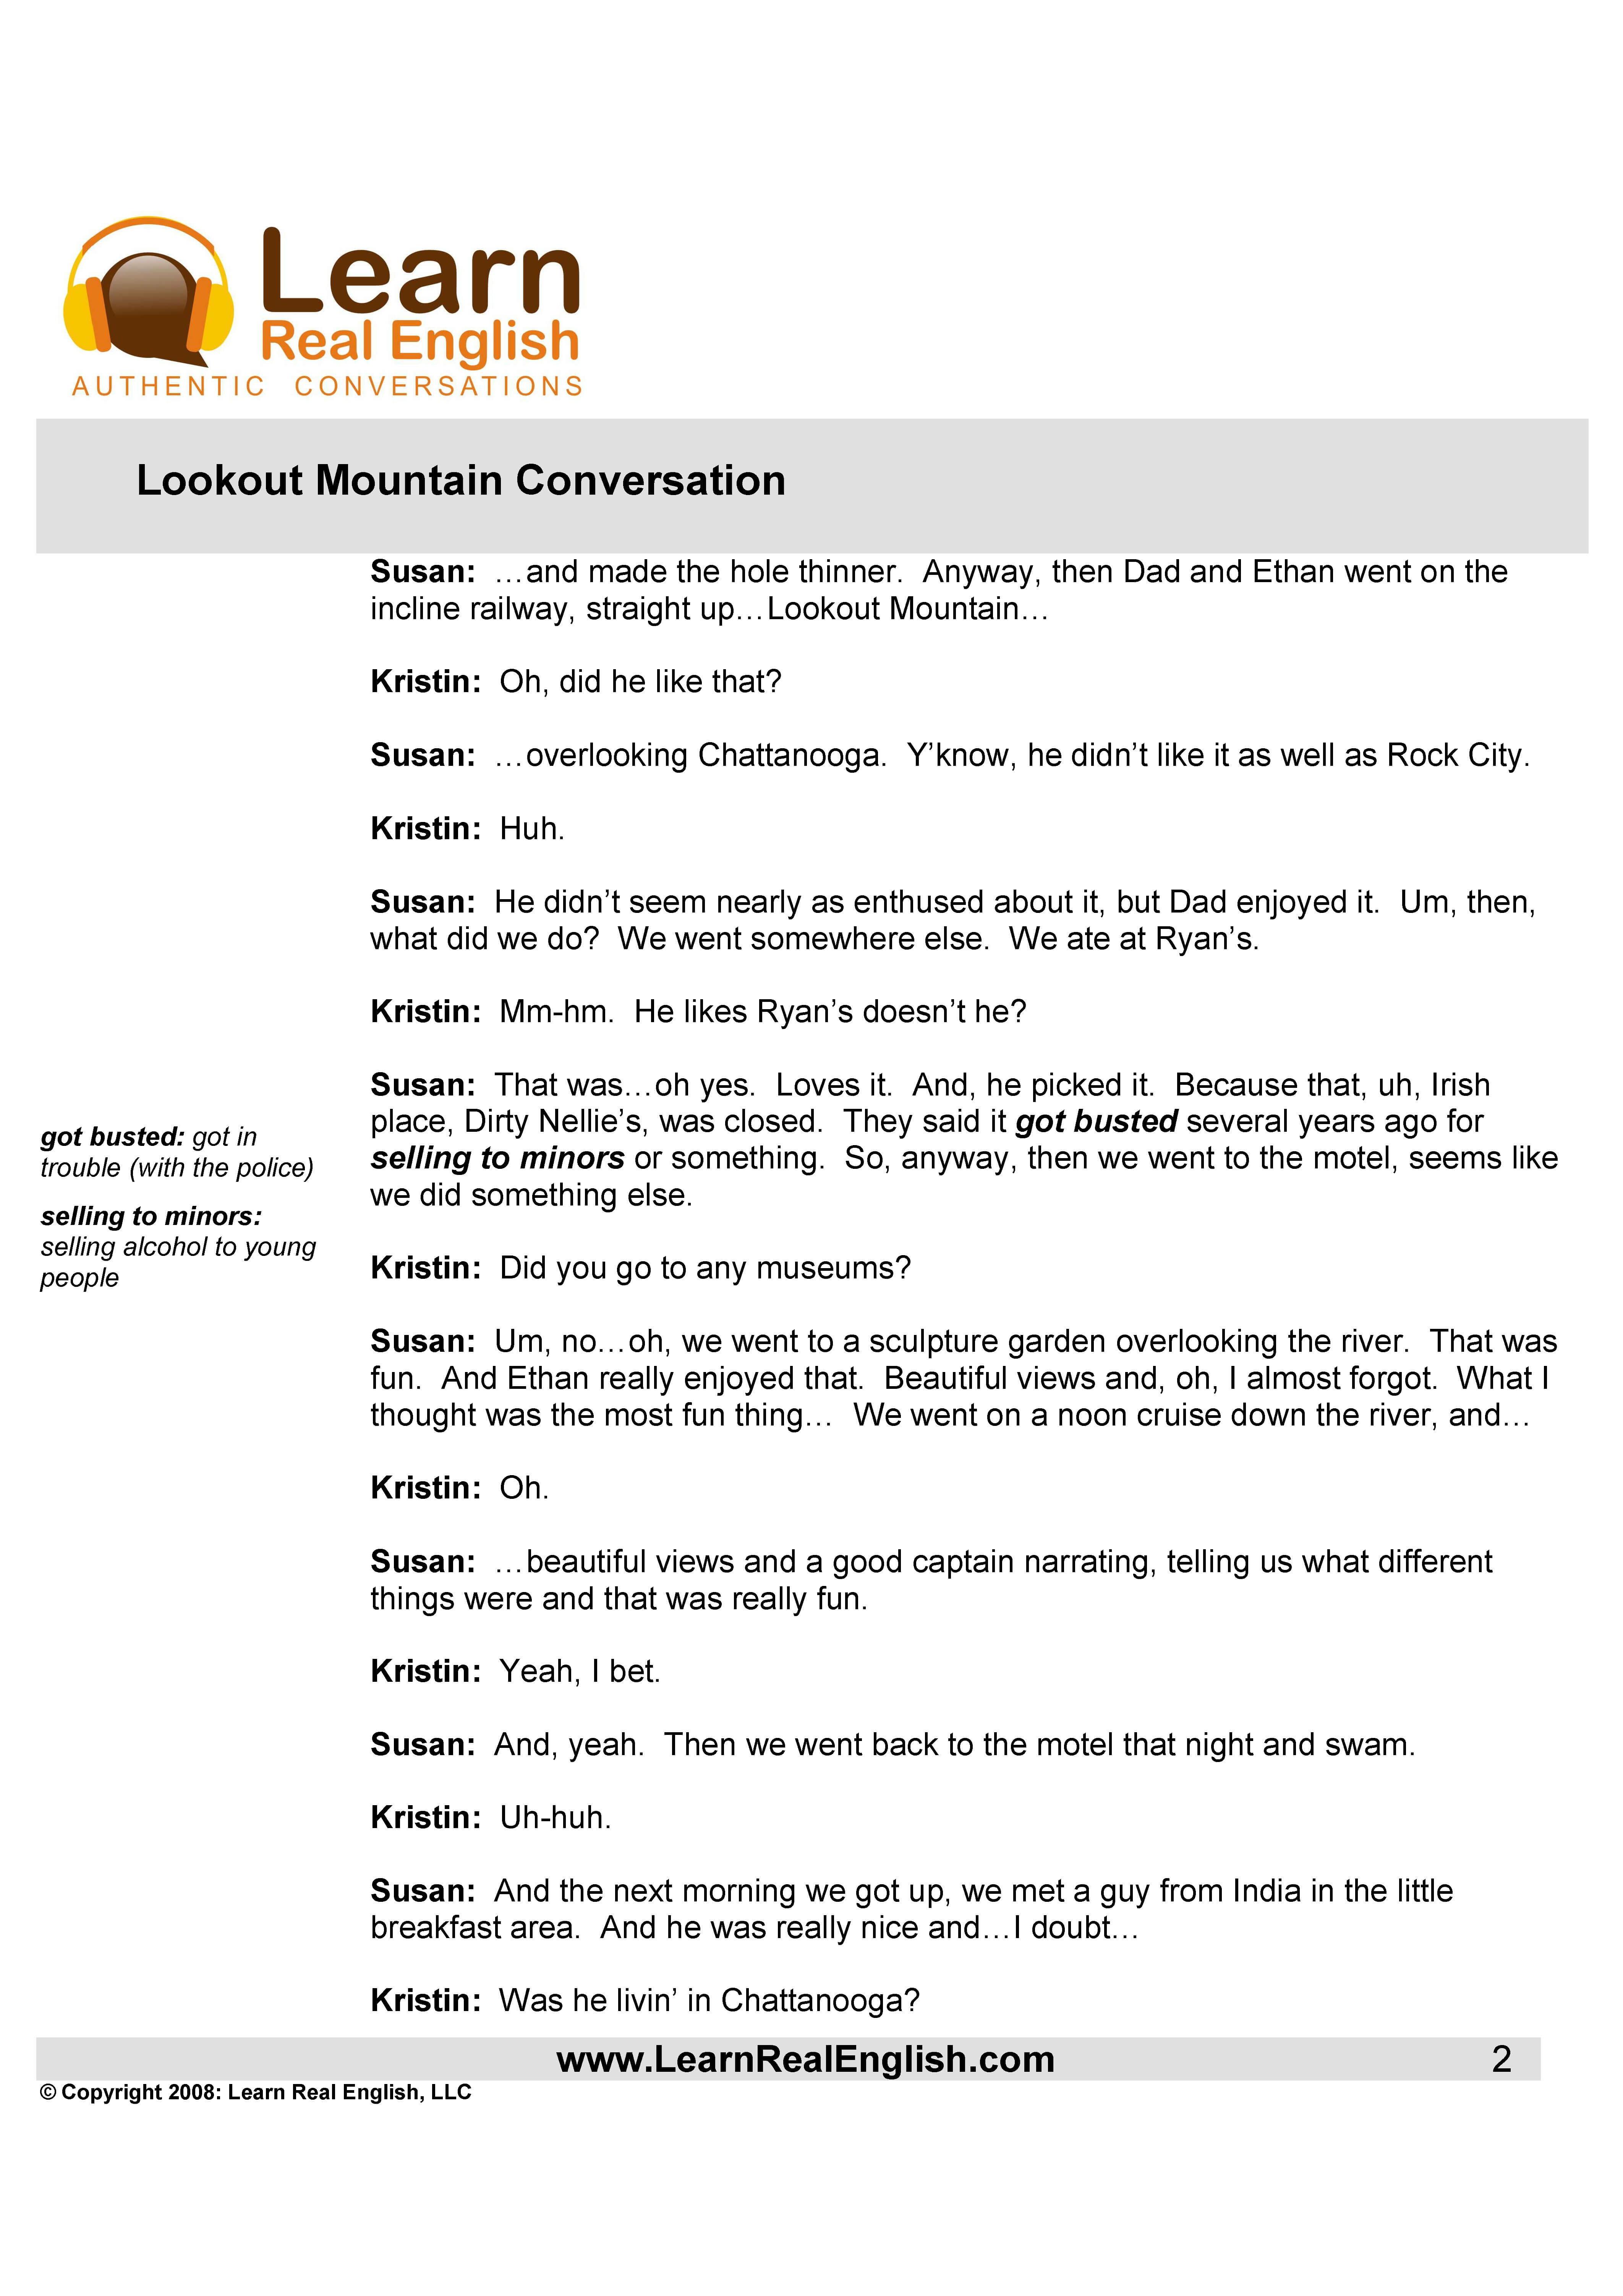 Learn
Real English
AUTHENTIC CONVERSATIONS
Lookout Mountain Conversation
Susan: …and made the hole thinner. Anyway, then Dad and Ethan went on the
incline railway, straight up…Lookout Mountain…
Kristin: Oh, did he like that?
Susan: …overlooking Chattanooga. Y’know, he didn’t like it as well as Rock City.
Kristin: Huh.
Susan: He didn’t seem nearly as enthused about it, but Dad enjoyed it. Um, then,
what did we do? We went somewhere else. We ate at Ryan’s.
Kristin: Mm-hm. He likes Ryan’s doesn’t he?
Susan: That was…oh yes. Loves it. And, he picked it. Because that, uh, Irish
place, Dirty Nellie’s, was closed. They said it got busted several years ago for
selling to minors or something. So, anyway, then we went to the motel, seems like
we did something else.
got busted: got in
trouble (with the police)
selling to minors:
selling alcohol to young
people
Kristin: Did you go to any museums?
Susan: Um, no…oh, we went to a sculpture garden overlooking the river. That was
fun. And Ethan really enjoyed that. Beautiful views and, oh, I almost forgot. What I
thought was the most fun thing… We went on a noon cruise down the river, and…
Kristin: Oh.
Susan: …beautiful views and a good captain narrating, telling us what different
things were and that was really fun.
Kristin: Yeah, I bet.
Susan: And, yeah. Then we went back to the motel that night and swam.
Kristin: Uh-huh.
Susan: And the next morning we got up, we met a guy from India in the little
breakfast area. And he was really nice and…I doubt…
Kristin: Was he livin’ in Chattanooga?
www.LearnRealEnglish.com 2
© Copyright 2008: Learn Real English, LLC